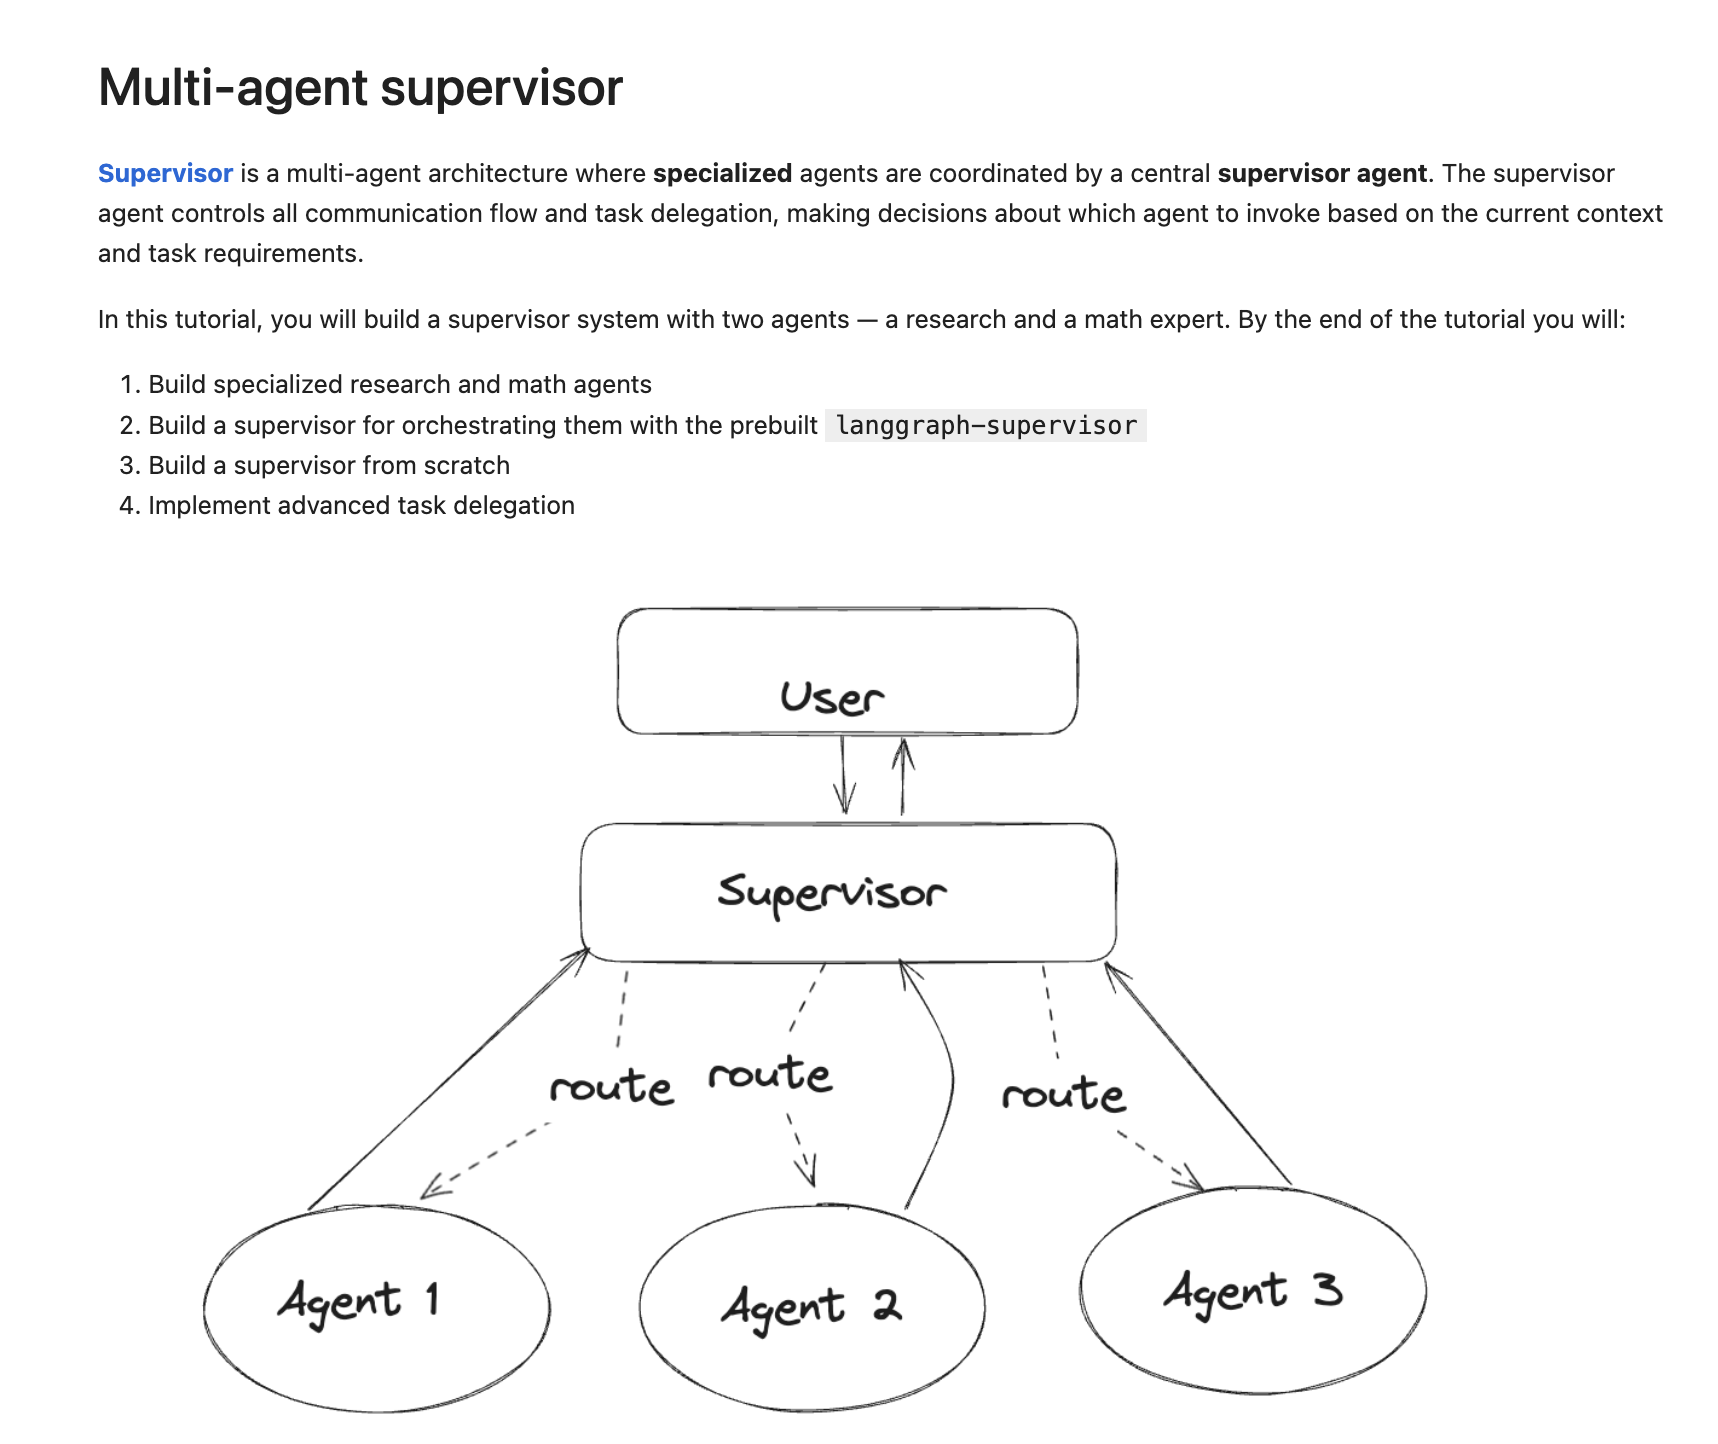 Multi-agent supervisor
Supervisor is a multi-agent architecture where specialized agents are coordinated by a central supervisor agent. The supervisor
agent controls all communication flow and task delegation, making decisions about which agent to invoke based on the current context
and task requirements.
In this tutorial, you will build a supervisor system with two agents — a research and a math expert. By the end of the tutorial you will:
1. Build specialized research and math agents
2. Build a supervisor for orchestrating them with the prebuilt langgraph-supervisor
3. Build a supervisor from scratch
4. Implement advanced task delegation
User
Supervisor
route
route
route
Agent 1
Agent 2
Agent 3